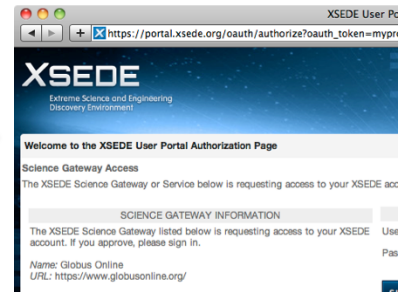 XSEDE User
https://portal.xsede.org/oauth/authorize?oauth_token=mypr
XSEDE
Extreme Science and Engineering
Discovery Environment
Welcome to the XSEDE User Portal Authorization Page
Science Gateway Access
The XSEDE Science Gateway or Service below is requesting access to your XSEDE
SCIENCE GATEWAY INFORMATION
The XSEDE Science Gateway listed below is requesting access to your XSEDE
account. If you approve, please sign in.
Name: Globus Online
URL: https://www.globusonline.org/
Use
Pas